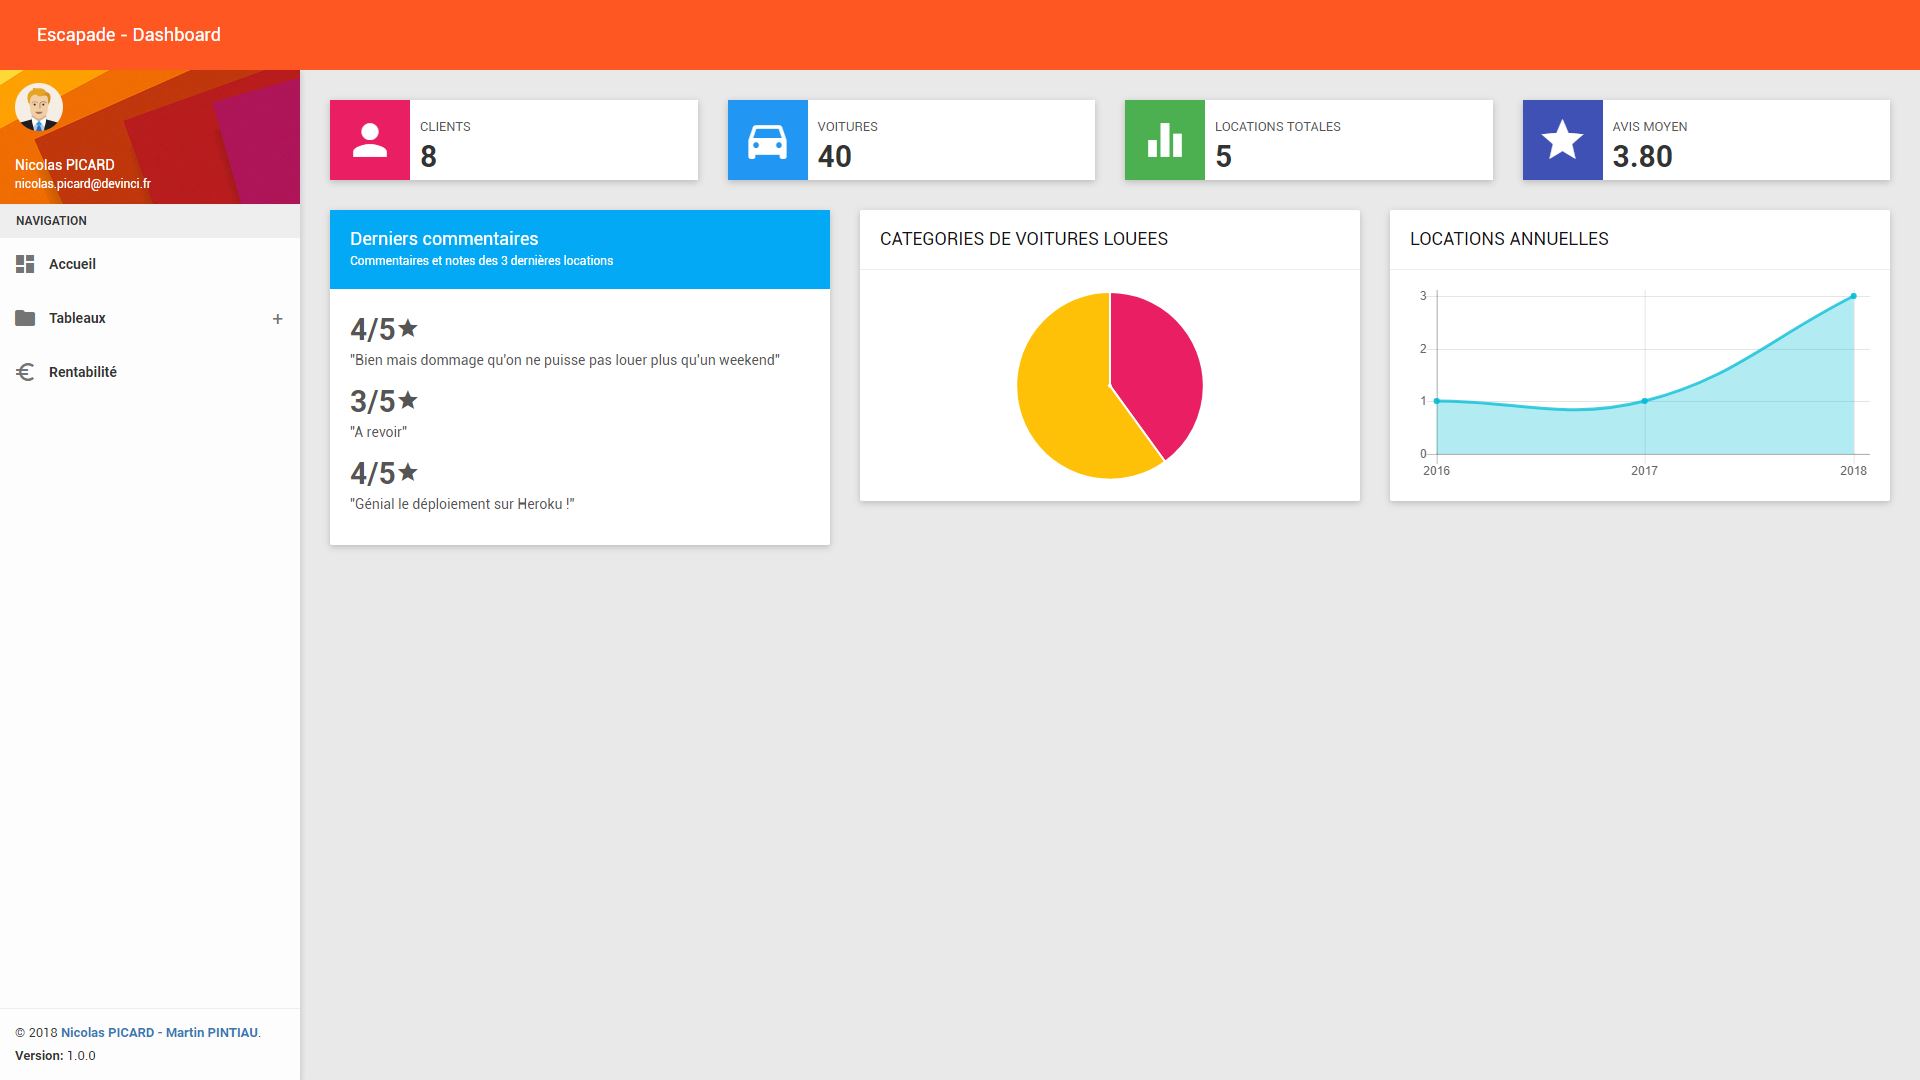 Escapade - Dashboard
Nicolas PICARD
nicolas.picard@devinci.fr
NAVIGATION
Accueil
Tableaux +
Rentabilité
© 2018 Nicolas PICARD - Martin PINTIAU.
Version: 1.0.0
CLIENTS
8
VOITURES
40
LOCATIONS TOTALES
5
AVIS MOYEN
3.80
Derniers commentaires
Commentaires et notes des 3 dernières locations
4/5★
"Bien mais dommage qu'on ne puisse pas louer plus qu'un weekend"
3/5★
"A revoir"
4/5★
"Génial le déploiement sur Heroku !"
CATEGORIES DE VOITURES LOUEES
LOCATIONS ANNUELLES
3
2
1
0
2016 2017 2018